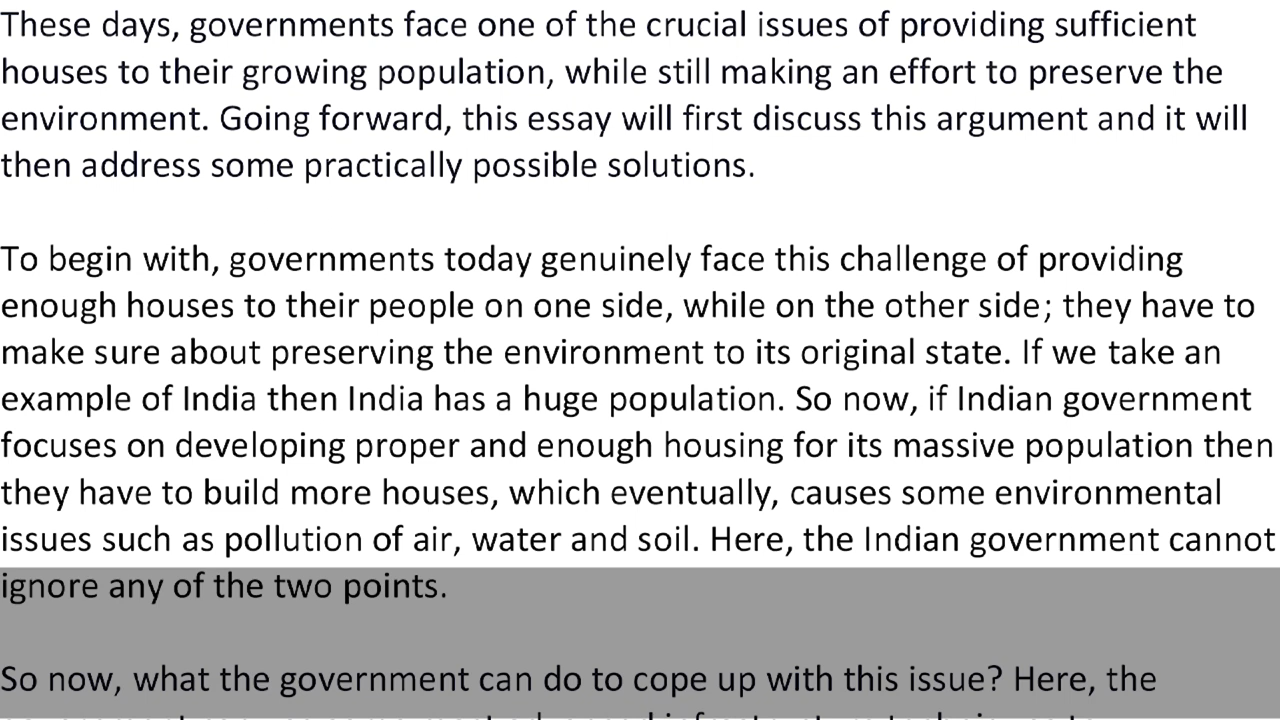 These days, governments face one of the crucial issues of providing sufficient
houses to their growing population, while still making an effort to preserve the
environment. Going forward, this essay will first discuss this argument and it will
then address some practically possible solutions.
To begin with, governments today genuinely face this challenge of providing
enough houses to their people on one side, while on the other side; they have to
make sure about preserving the environment to its original state. If we take an
example of India then India has a huge population. So now, if Indian government
focuses on developing proper and enough housing for its massive population then
they have to build more houses, which eventually, causes some environmental
issues such as pollution of air, water and soil. Here, the Indian government cannot
ignore any of the two points.
So now, what the government can do to cope up with this issue? Here, the